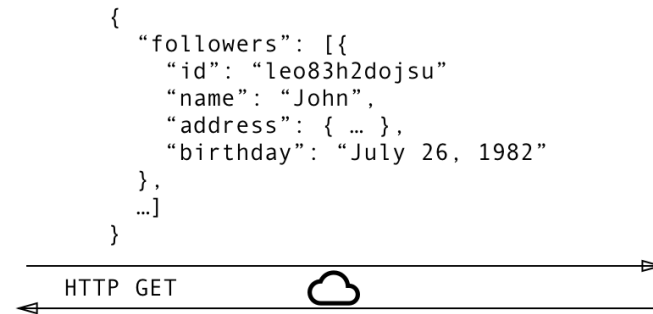 {
“followers”: [{
“id”: “leo83h2dojsu”
“name”: “John”,
“address”: { … },
“birthday”: “July 26, 1982”
},
…]
}
HTTP GET